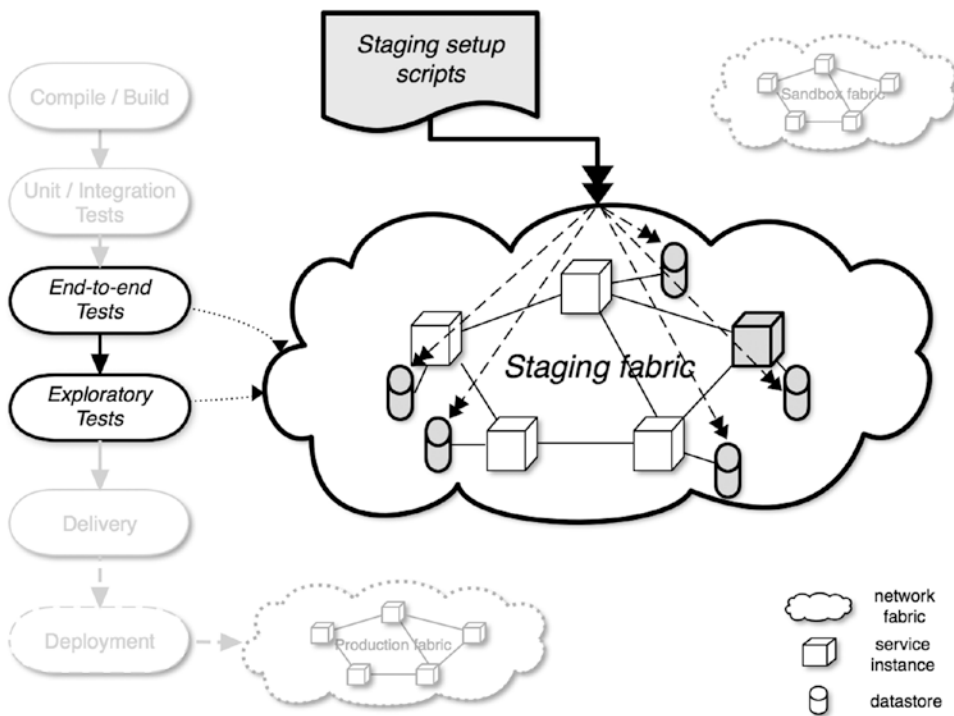 Staging setup
scripts
Compile / Build
Unit / Integration
Tests
End-to-end
Tests
Exploratory
Tests
Delivery
Deployment
Sandbox fabric
Staging fabric
Production fabric
network
fabric
service
instance
datastore